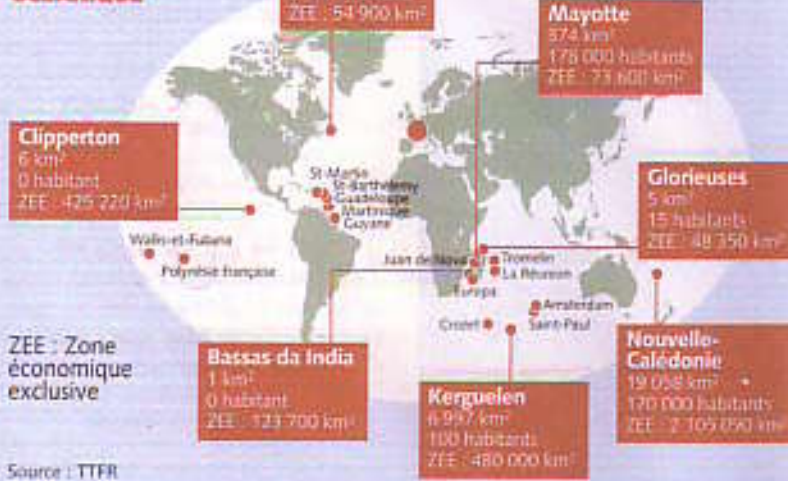 ZEE : 54 900 km²
Mayotte
374 km²
178 000 habitants
ZEE : 73 600 km²
Clipperton
6 km²
0 habitant
ZEE : 425 220 km²
St-Martin
St-Barthélemy
Guadeloupe
Martinique
Guyane
Glorieuses
5 km²
15 habitants
ZEE : 48 350 km²
Wallis-et-Futuna
Polynésie française
Juan de Nova
Tromelin
La Réunion
Europa
Amsterdam
Saint-Paul
Crozet
ZEE : Zone
économique
exclusive
Bassas da India
1 km²
0 habitant
ZEE : 123 700 km²
Kerguelen
6 997 km²
100 habitants
ZEE : 480 000 km²
Nouvelle-
Calédonie
19 058 km²
170 000 habitants
ZEE : 2 105 090 km²
Source : TTFR